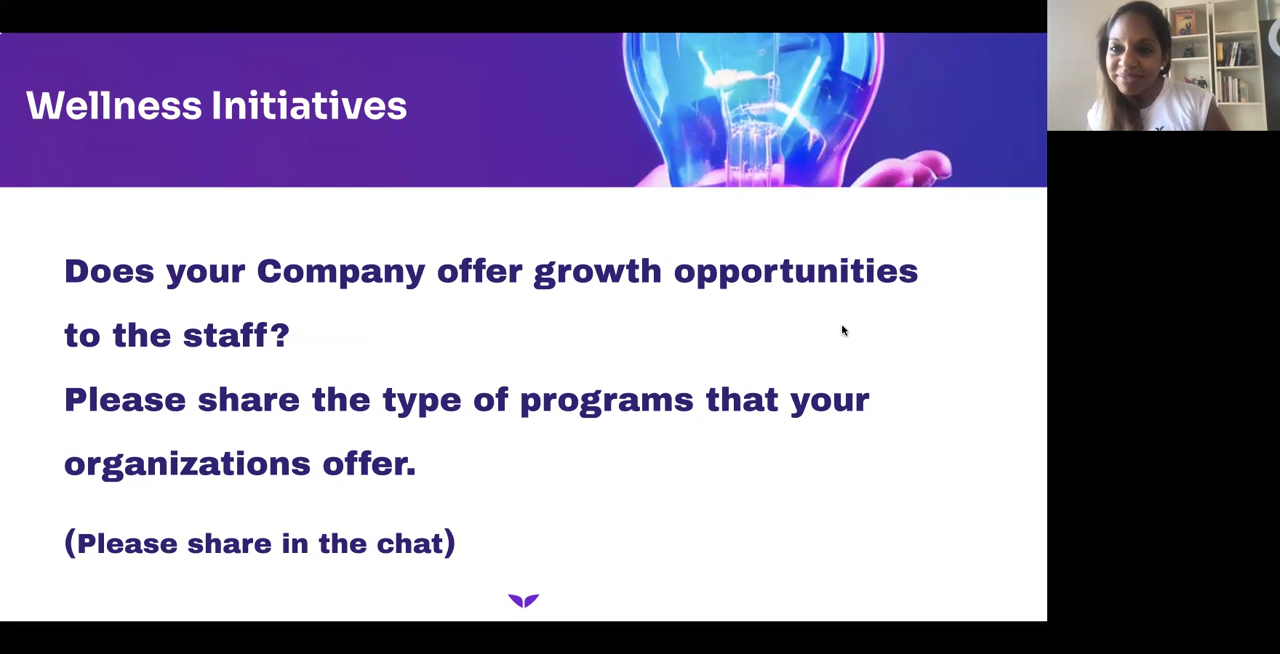 Wellness Initiatives
Does your Company offer growth opportunities
to the staff?
Please share the type of programs that your
organizations offer.
(Please share in the chat)